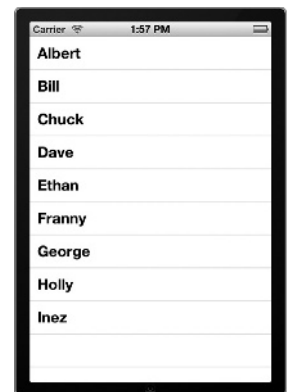 Carrier 1:57 PM
Albert
Bill
Chuck
Dave
Ethan
Franny
George
Holly
Inez